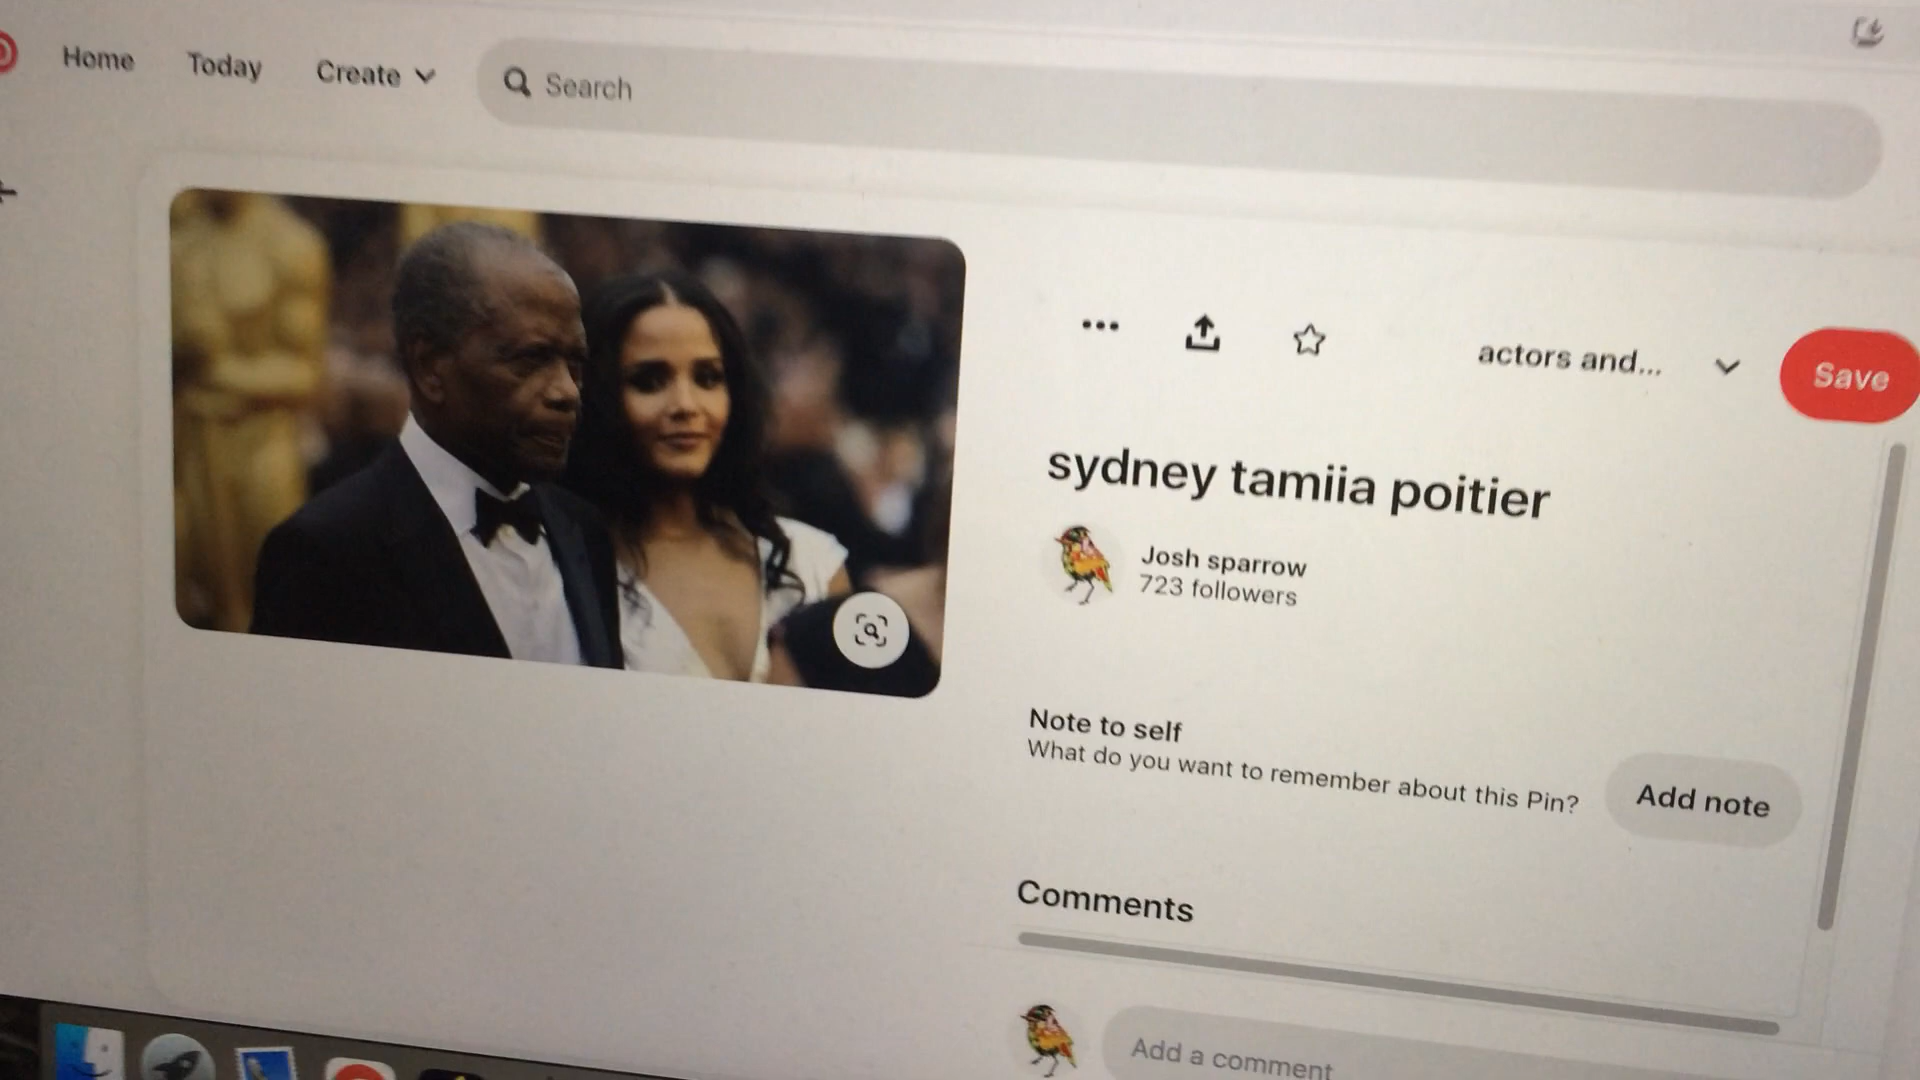 Home Today Create
Search
actors and...
Save
sydney tamiia poitier
Josh sparrow
723 followers
Note to self
What do you want to remember about this Pin?
Add note
Comments
Add a comment